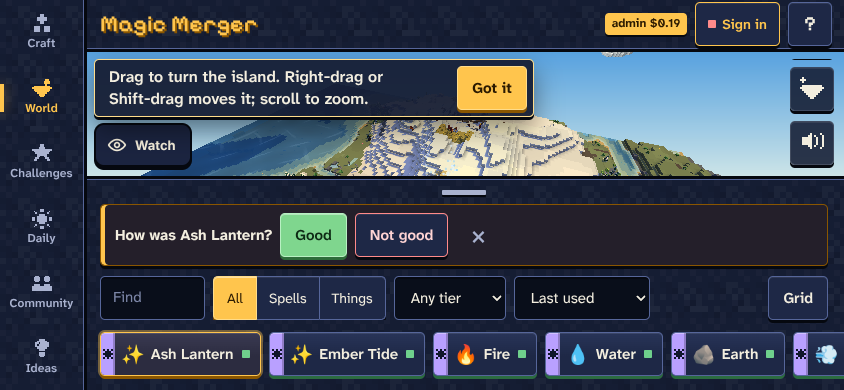 Craft
World
Challenges
Daily
Community
Ideas
Magic Merger
admin $0.19
Sign in
?
Drag to turn the island. Right-drag or
Shift-drag moves it; scroll to zoom.
Got it
Watch
How was Ash Lantern?
Good
Not good
×
Find
All
Spells
Things
Any tier
Last used
Grid
Ash Lantern
Ember Tide
Fire
Water
Earth